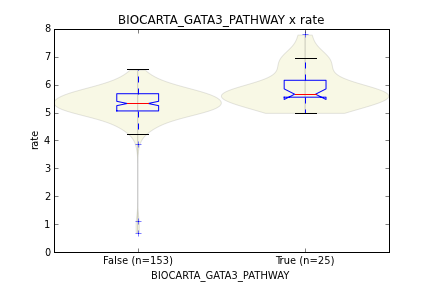 BIOCARTA_GATA3_PATHWAY x rate
8
7
6
5
4
3
2
1
0
rate
False (n=153) True (n=25)
BIOCARTA_GATA3_PATHWAY